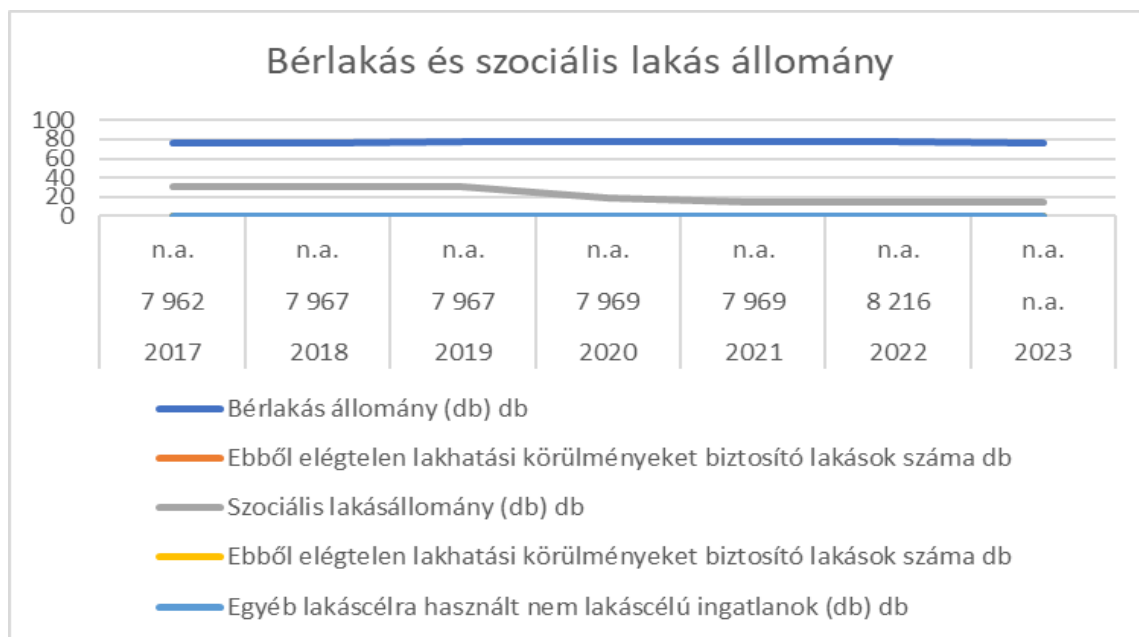 Bérlakás és szociális lakás állomány
100
80
60
40
20
0
n.a. n.a. n.a. n.a. n.a. n.a. n.a.
7 962 7 967 7 967 7 969 7 969 8 216 n.a.
2017 2018 2019 2020 2021 2022 2023
Bérlakás állomány (db) db
Ebből elégtelen lakhatási körülményeket biztosító lakások száma db
Szociális lakásállomány (db) db
Ebből elégtelen lakhatási körülményeket biztosító lakások száma db
Egyéb lakáscélra használt nem lakáscélú ingatlanok (db) db